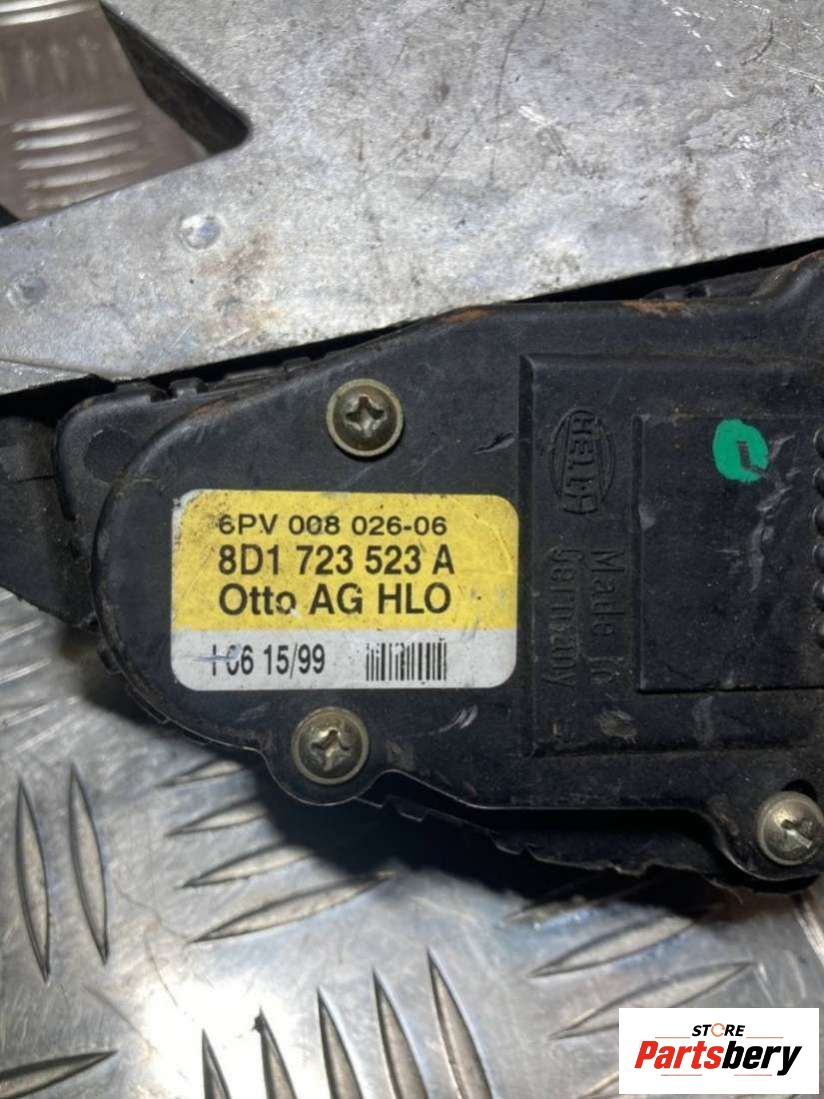 HELLA
Made in
Germany
6PV 008 026-06
8D1 723 523 A
Otto AG HLO
06 15/99
STORE
Partsbery